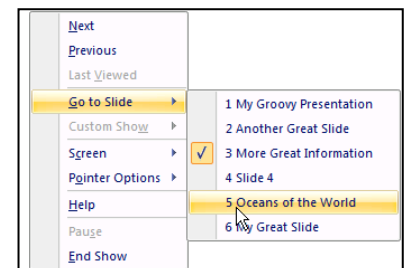 Next
Previous
Last Viewed
Go to Slide
Custom Show
Screen
Pointer Options
Help
Pause
End Show
1 My Groovy Presentation
2 Another Great Slide
3 More Great Information
4 Slide 4
5 Oceans of the World
6 My Great Slide